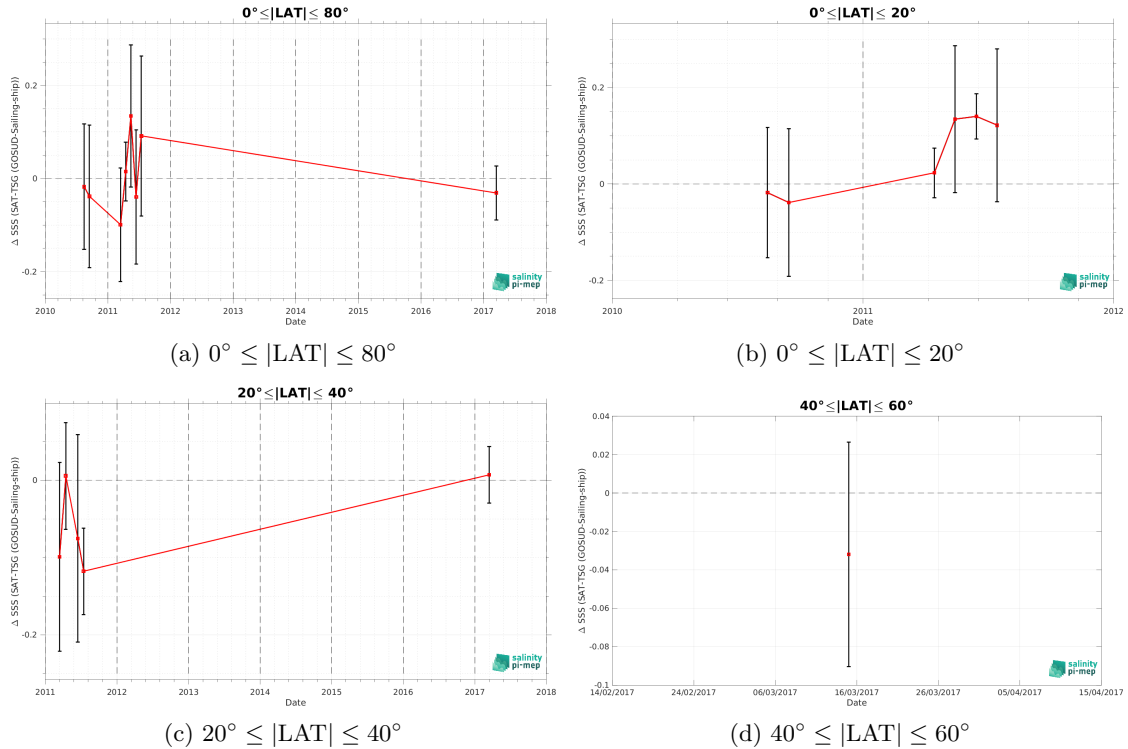 0°≤|LAT|≤ 80°
Δ SSS (SAT-TSG (GOSUD-Sailing-ship))
0.2
0
-0.2
2010 2011 2012 2013 2014 2015 2016 2017 2018
Date
salinity
pi-mep
(a) 0° ≤ |LAT| ≤ 80°
0°≤|LAT|≤ 20°
Δ SSS (SAT-TSG (GOSUD-Sailing-ship))
0.2
0
-0.2
2010 2011 2012
Date
salinity
pi-mep
(b) 0° ≤ |LAT| ≤ 20°
20°≤|LAT|≤ 40°
Δ SSS (SAT-TSG (GOSUD-Sailing-ship))
0
-0.2
2011 2012 2013 2014 2015 2016 2017 2018
Date
salinity
pi-mep
(c) 20° ≤ |LAT| ≤ 40°
40°≤|LAT|≤ 60°
Δ SSS (SAT-TSG (GOSUD-Sailing-ship))
0.04
0.02
0
-0.02
-0.04
-0.06
-0.08
-0.1
14/02/2017 24/02/2017 06/03/2017 16/03/2017 26/03/2017 05/04/2017 15/04/2017
Date
salinity
pi-mep
(d) 40° ≤ |LAT| ≤ 60°